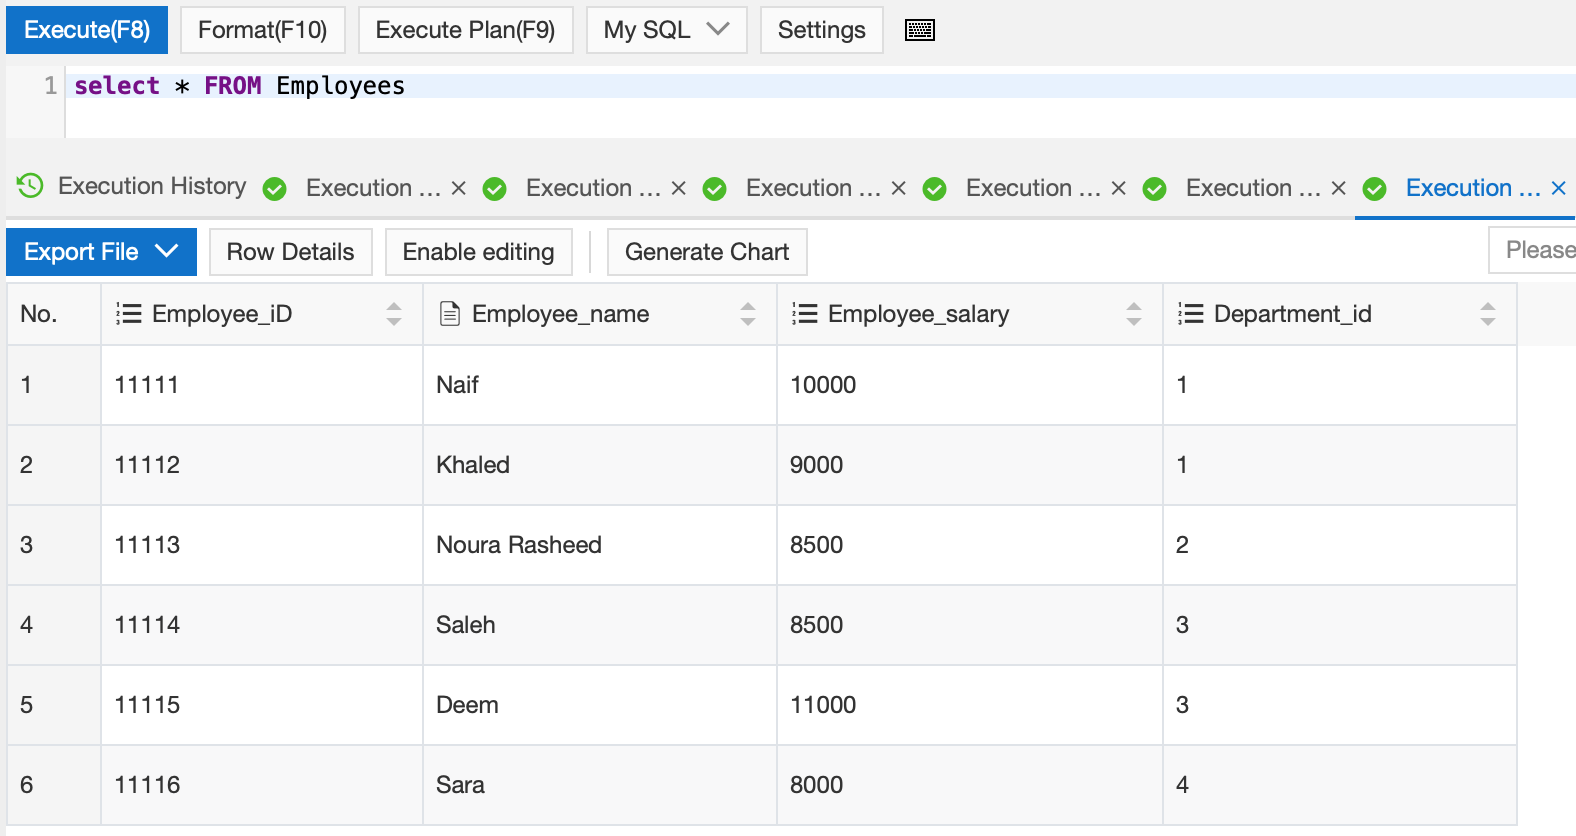 Execute(F8) Format(F10) Execute Plan(F9) My SQL Settings
1 select * FROM Employees
Execution History Execution ... Execution ... Execution ... Execution ... Execution ... Execution ...
Export File Row Details Enable editing Generate Chart Please
No. Employee_iD Employee_name Employee_salary Department_id
1 11111 Naif 10000 1
2 11112 Khaled 9000 1
3 11113 Noura Rasheed 8500 2
4 11114 Saleh 8500 3
5 11115 Deem 11000 3
6 11116 Sara 8000 4